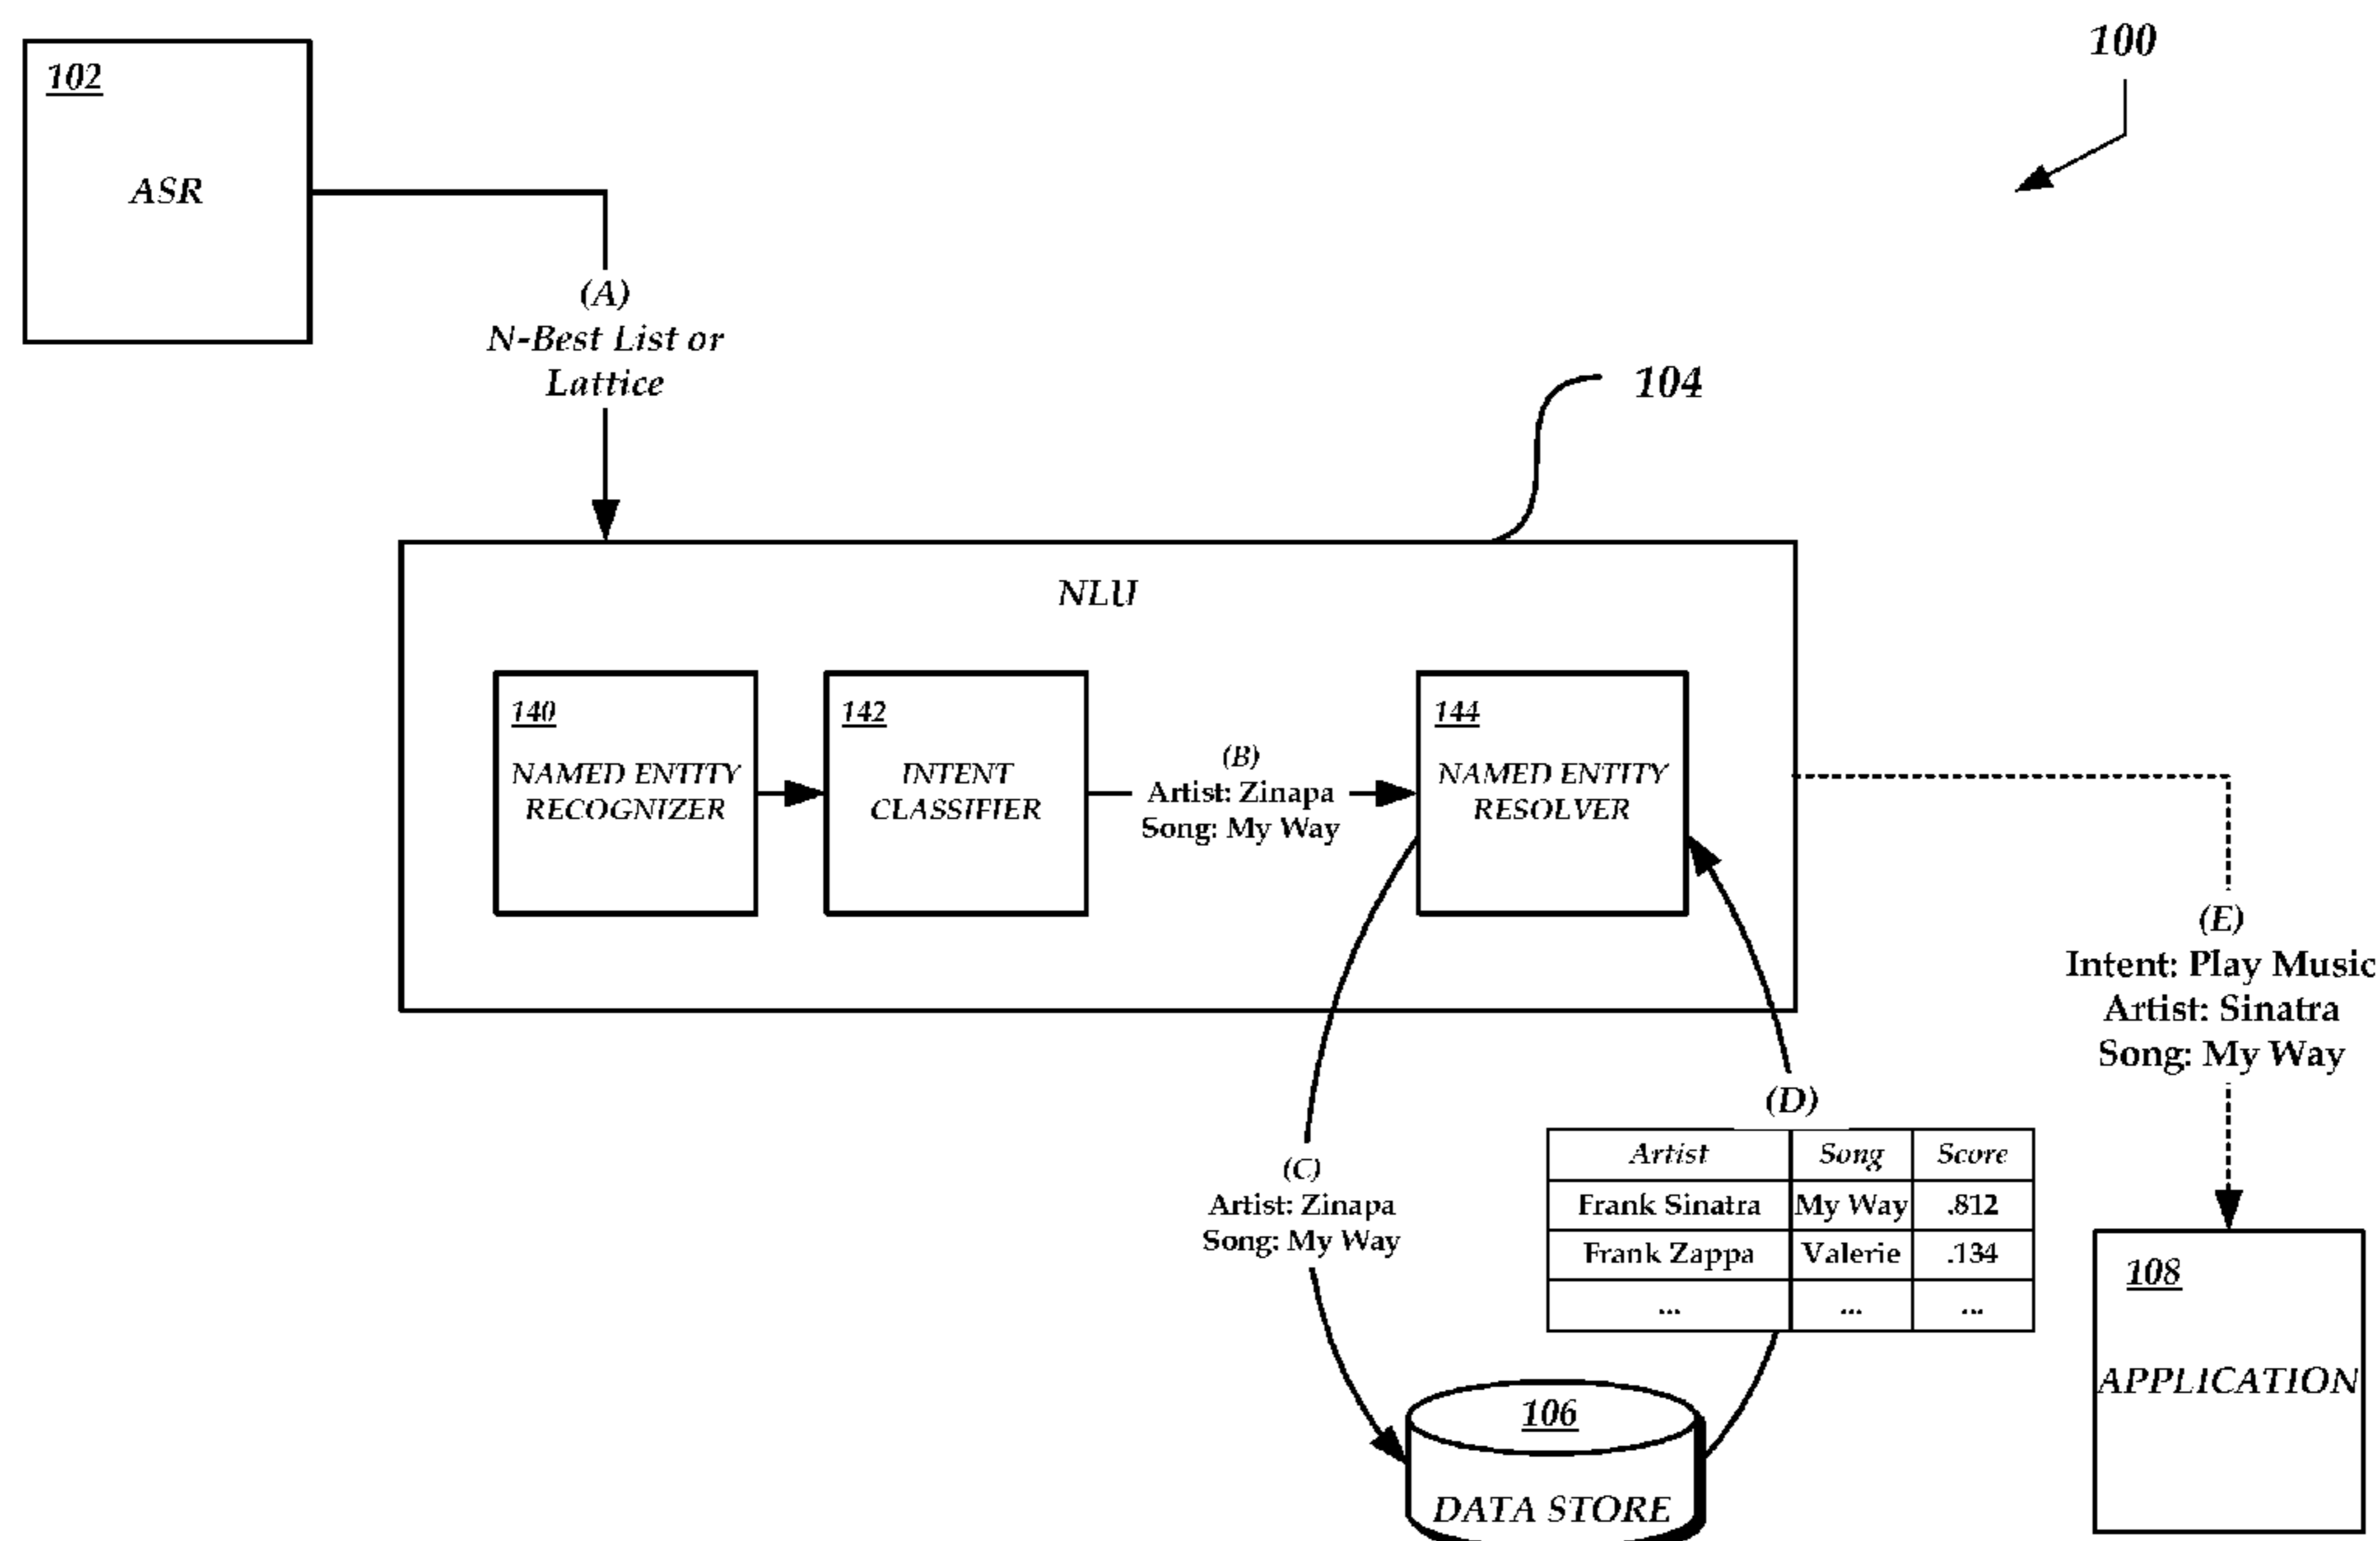 100
102
ASR
(A)
N-Best List or
Lattice
104
NLU
140
NAMED ENTITY
RECOGNIZER
142
INTENT
CLASSIFIER
(B)
Artist: Zinapa
Song: My Way
144
NAMED ENTITY
RESOLVER
(E)
Intent: Play Music
Artist: Sinatra
Song: My Way
(C)
Artist: Zinapa
Song: My Way
(D)
Artist Song Score
Frank Sinatra My Way .812
Frank Zappa Valerie .134
... ... ...
106
DATA STORE
108
APPLICATION